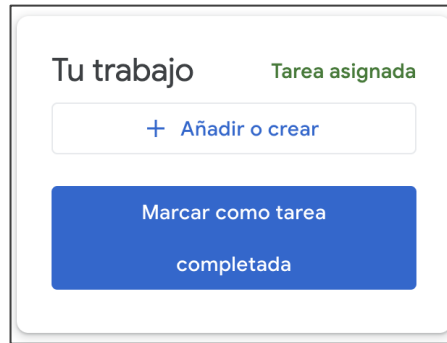 Tu trabajo
Tarea asignada
+ Añadir o crear
Marcar como tarea
completada